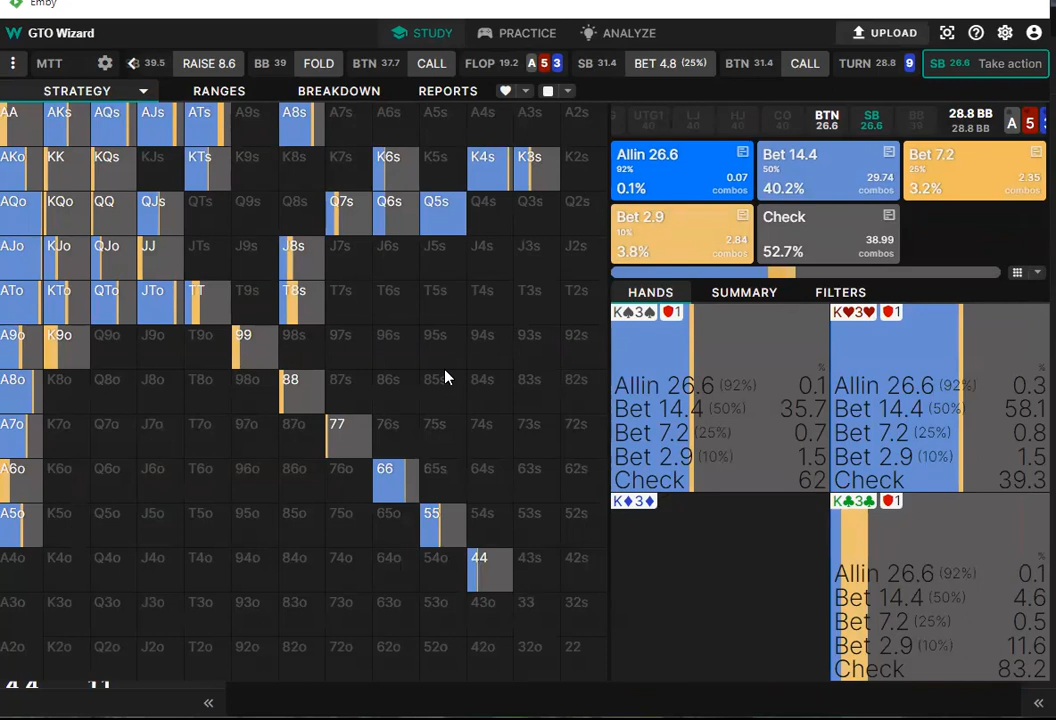 Emby
GTO Wizard STUDY PRACTICE ANALYZE UPLOAD
MTT 39.5 RAISE 8.6 BB 39 FOLD BTN 37.7 CALL FLOP 19.2 A 5 3 SB 31.4 BET 4.8 (25%) BTN 31.4 CALL TURN 28.8 9 SB 26.6 Take action
STRATEGY RANGES BREAKDOWN REPORTS
AA AKs AQs AJs ATs A9s A8s A7s A6s A5s A4s A3s A2s
AKo KK KQs KJs KTs K9s K8s K7s K6s K5s K4s K3s K2s
AQo KQo QQ QJs QTs Q9s Q8s Q7s Q6s Q5s Q4s Q3s Q2s
AJo KJo QJo JJ JTs J9s J8s J7s J6s J5s J4s J3s J2s
ATo KTo QTo JTo TT T9s T8s T7s T6s T5s T4s T3s T2s
A9o K9o Q9o J9o T9o 99 98s 97s 96s 95s 94s 93s 92s
A8o K8o Q8o J8o T8o 98o 88 87s 86s 85s 84s 83s 82s
A7o K7o Q7o J7o T7o 97o 87o 77 76s 75s 74s 73s 72s
A6o K6o Q6o J6o T6o 96o 86o 76o 66 65s 64s 63s 62s
A5o K5o Q5o J5o T5o 95o 85o 75o 65o 55 54s 53s 52s
A4o K4o Q4o J4o T4o 94o 84o 74o 64o 54o 44 43s 42s
A3o K3o Q3o J3o T3o 93o 83o 73o 63o 53o 43o 33 32s
A2o K2o Q2o J2o T2o 92o 82o 72o 62o 52o 42o 32o 22
UTG1 LJ HJ CO BTN SB BB 28.8 BB A 5
40 40 40 40 26.6 26.6 39 28.8 BB
Allin 26.6
92% 0.07
0.1% combos
Bet 14.4
50% 29.74
40.2% combos
Bet 7.2
25% 2.35
3.2% combos
Bet 2.9
10% 2.84
3.8% combos
Check
38.99
52.7% combos
HANDS SUMMARY FILTERS
K♠3♠ 1
%
Allin 26.6 (92%) 0.1
Bet 14.4 (50%) 35.7
Bet 7.2 (25%) 0.7
Bet 2.9 (10%) 1.5
Check 62
K♥3♥ 1
%
Allin 26.6 (92%) 0.3
Bet 14.4 (50%) 58.1
Bet 7.2 (25%) 0.8
Bet 2.9 (10%) 1.5
Check 39.3
K♦3♦
K♣3♣ 1
%
Allin 26.6 (92%) 0.1
Bet 14.4 (50%) 4.6
Bet 7.2 (25%) 0.5
Bet 2.9 (10%) 11.6
Check 83.2